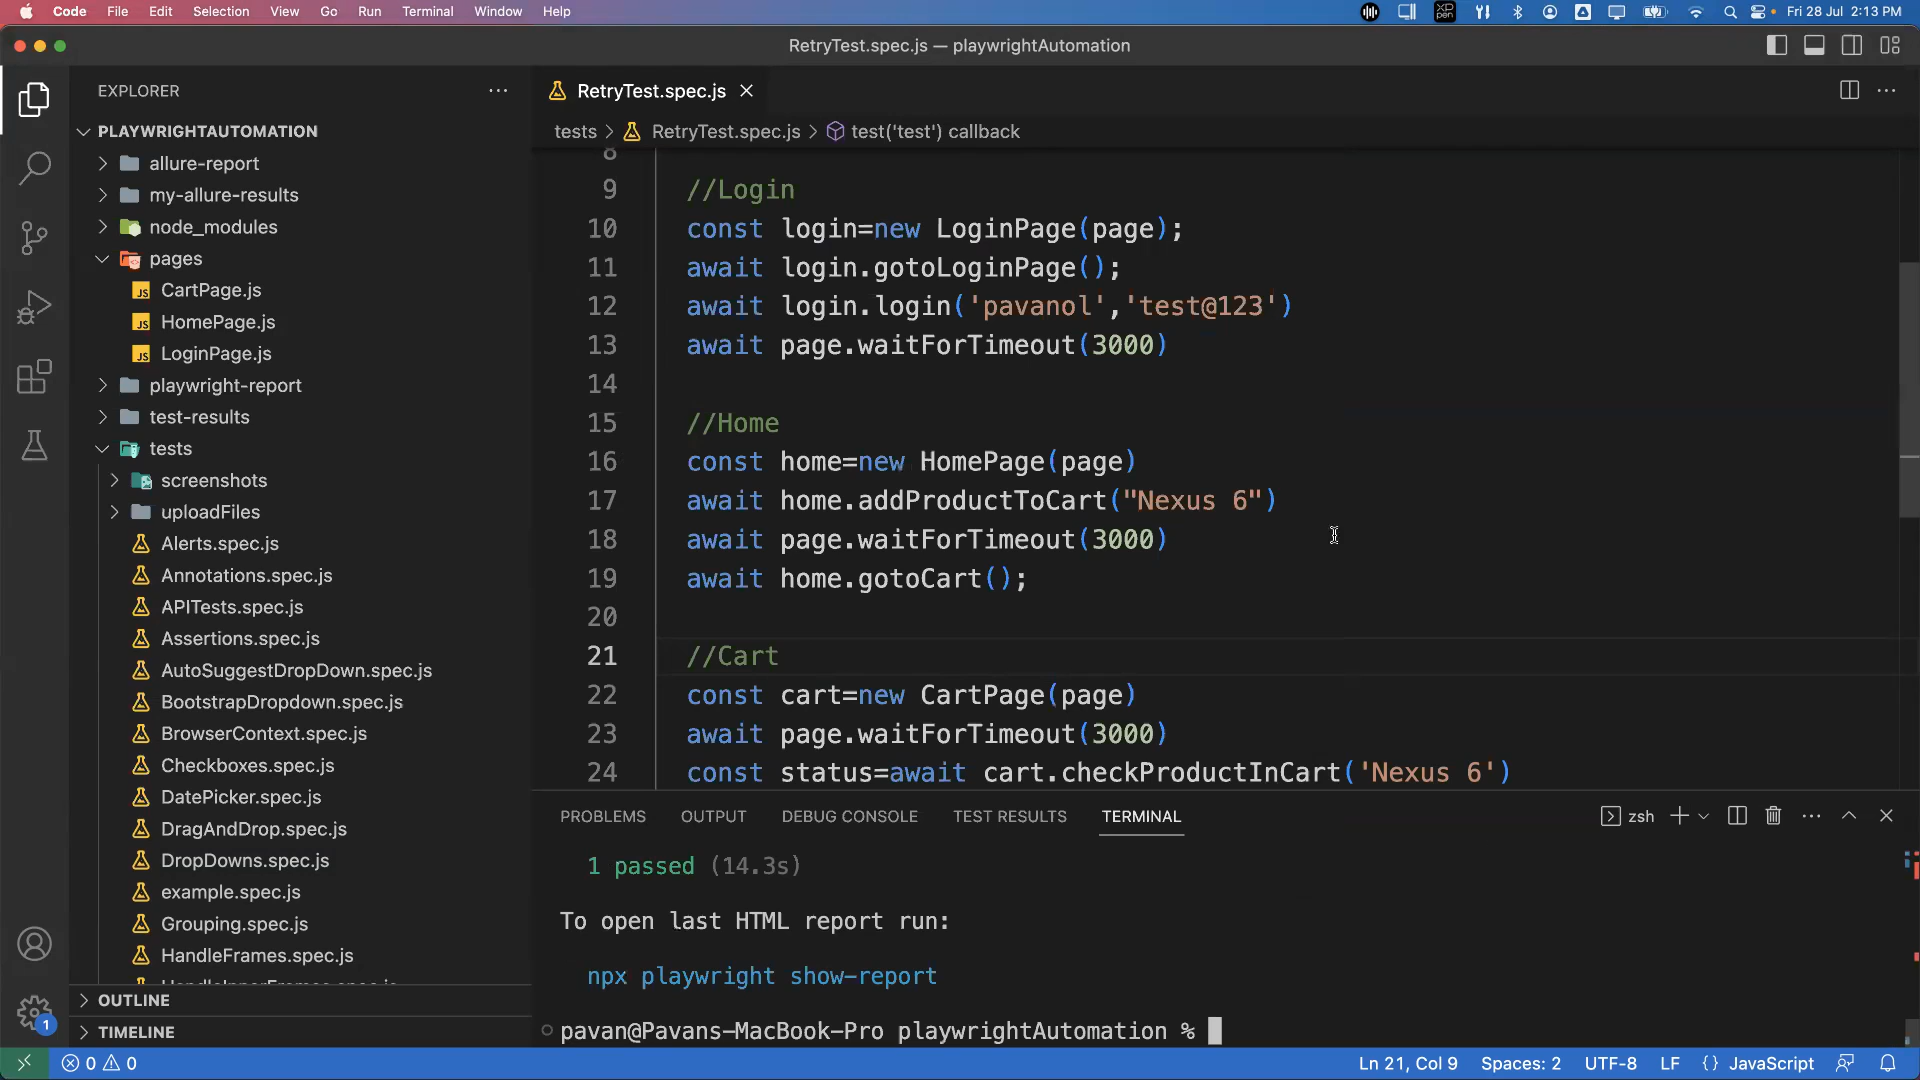 Code File Edit Selection View Go Run Terminal Window Help
XP
pen
Fri 28 Jul 2:13 PM
RetryTest.spec.js — playwrightAutomation
EXPLORER
PLAYWRIGHTAUTOMATION
allure-report
my-allure-results
node_modules
pages
JS CartPage.js
JS HomePage.js
JS LoginPage.js
playwright-report
test-results
tests
screenshots
uploadFiles
Alerts.spec.js
Annotations.spec.js
APITests.spec.js
Assertions.spec.js
AutoSuggestDropDown.spec.js
BootstrapDropdown.spec.js
BrowserContext.spec.js
Checkboxes.spec.js
DatePicker.spec.js
DragAndDrop.spec.js
DropDowns.spec.js
example.spec.js
Grouping.spec.js
HandleFrames.spec.js
HandleInnerFrames.spec.js
OUTLINE
TIMELINE
1
RetryTest.spec.js
tests > RetryTest.spec.js > test('test') callback
8
9 //Login
10 const login=new LoginPage(page);
11 await login.gotoLoginPage();
12 await login.login('pavanol','test@123')
13 await page.waitForTimeout(3000)
14
15 //Home
16 const home=new HomePage(page)
17 await home.addProductToCart("Nexus 6")
18 await page.waitForTimeout(3000)
19 await home.gotoCart();
20
21 //Cart
22 const cart=new CartPage(page)
23 await page.waitForTimeout(3000)
24 const status=await cart.checkProductInCart('Nexus 6')
PROBLEMS OUTPUT DEBUG CONSOLE TEST RESULTS TERMINAL
zsh
1 passed (14.3s)
To open last HTML report run:
npx playwright show-report
pavan@Pavans-MacBook-Pro playwrightAutomation %
0 0
Ln 21, Col 9 Spaces: 2 UTF-8 LF {} JavaScript